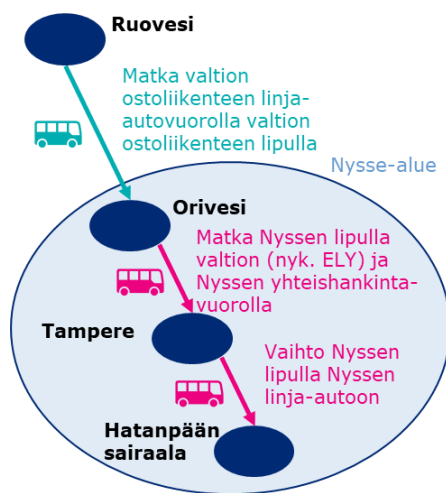 Ruovesi
Matka valtion
ostoliikenteen linja-
autovuorolla valtion
ostoliikenteen lipulla
Nysse-alue
Orivesi
Matka Nyssen lipulla
valtion (nyk. ELY) ja
Nyssen yhteishankinta-
vuorolla
Tampere
Vaihto Nyssen
lipulla Nyssen
linja-autoon
Hatanpään
sairaala